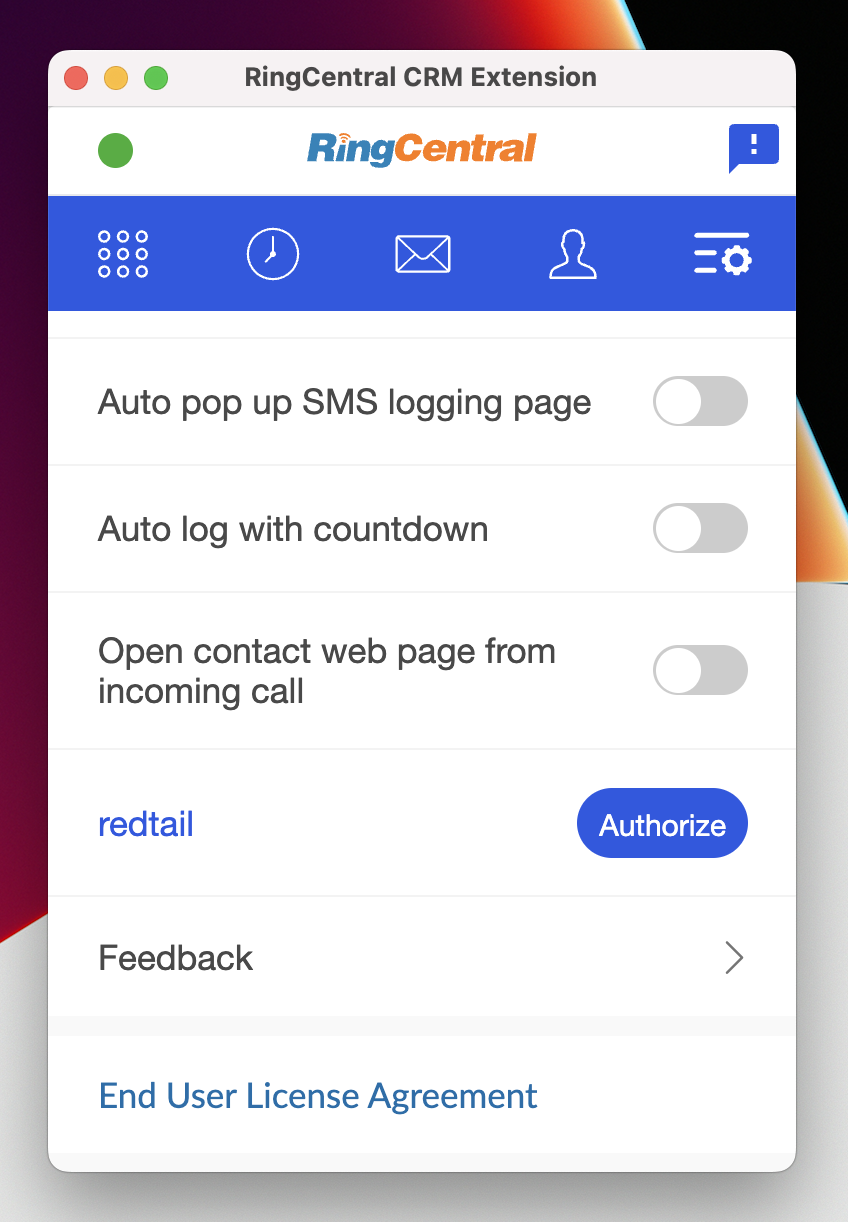 RingCentral CRM Extension
RingCentral
Auto pop up SMS logging page
Auto log with countdown
Open contact web page from
incoming call
redtail
Authorize
Feedback
End User License Agreement